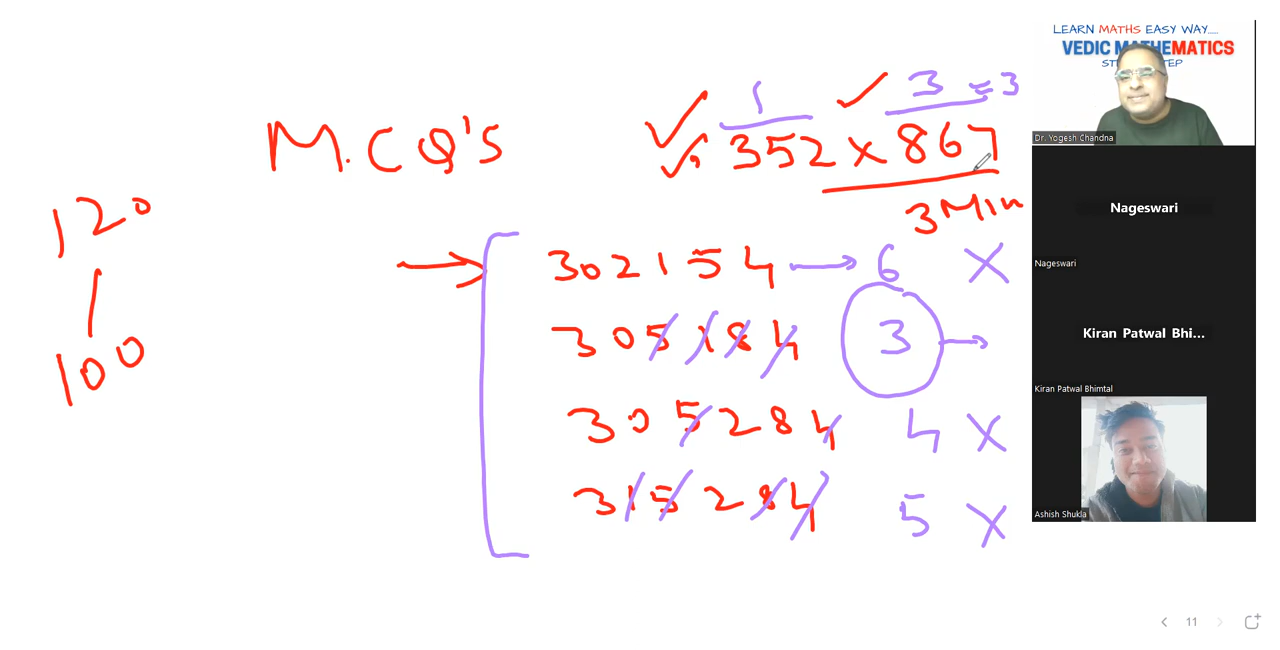 LEARN MATHS EASY WAY.....
VEDIC MATHEMATICS
Dr. Yogesh Chandna
1 3 = 3
M.CQ'S
352 x 867
3 Min
120
100
302154 → 6 X
305184 3 →
305284 4 X
315284 5 X
Nageswari
Nageswari
Kiran Patwal Bhi...
Kiran Patwal Bhimtal
Ashish Shukla
11